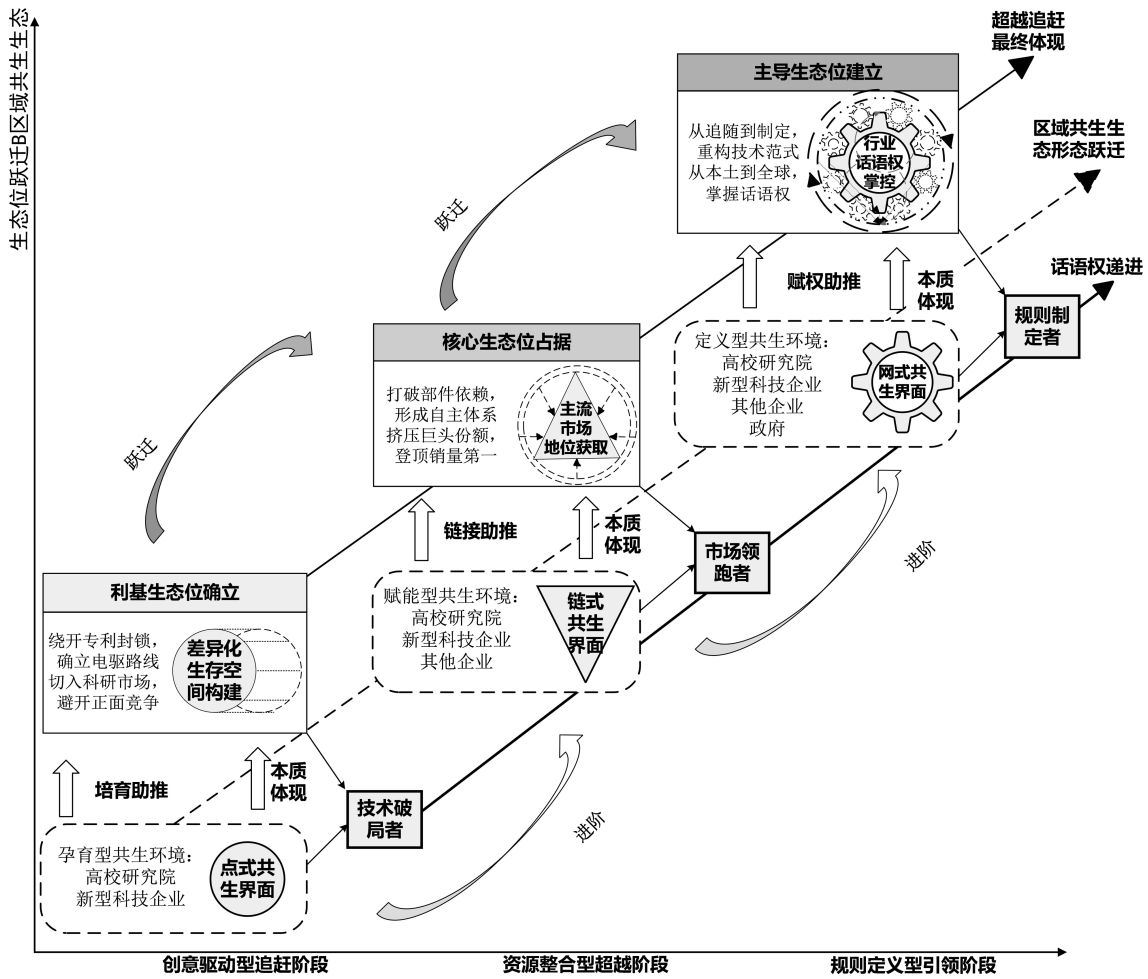 生态位跃迁B区域共生生态
超越追赶
最终体现
主导生态位建立
从追随到制定，
重构技术范式
从本土到全球，
掌握话语权
行业
话语权
掌控
区域共生生
态形态跃迁
跃迁
赋权助推
本质
体现
话语权递进
定义型共生环境：
高校研究院
新型科技企业
其他企业
政府
网式共
生界面
规则制
定者
核心生态位占据
打破部件依赖，
形成自主体系
挤压巨头份额，
登顶销量第一
主流
市场
地位获取
跃迁
链接助推
本质
体现
市场领
跑者
进阶
赋能型共生环境：
高校研究院
新型科技企业
其他企业
链式
共生
界面
利基生态位确立
绕开专利封锁，
确立电驱路线
切入科研市场，
避开正面竞争
差异化
生存空
间构建
培育助推
本质
体现
技术破
局者
进阶
孕育型共生环境：
高校研究院
新型科技企业
点式共
生界面
创意驱动型追赶阶段
资源整合型超越阶段
规则定义型引领阶段